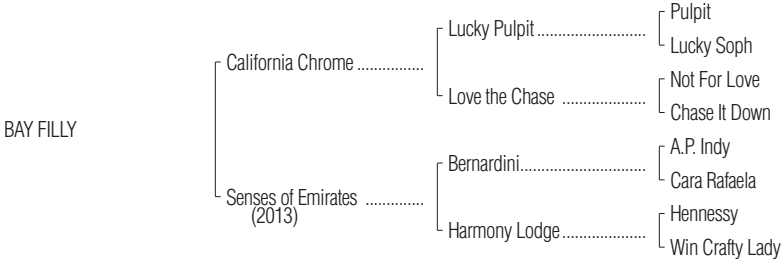 Pulpit
Lucky Pulpit ........................
Lucky Soph
California Chrome ...............
Not For Love
Love the Chase ...................
Chase It Down
BAY FILLY
A.P. Indy
Bernardini............................
Cara Rafaela
Senses of Emirates .............
(2013)
Hennessy
Harmony Lodge...................
Win Crafty Lady